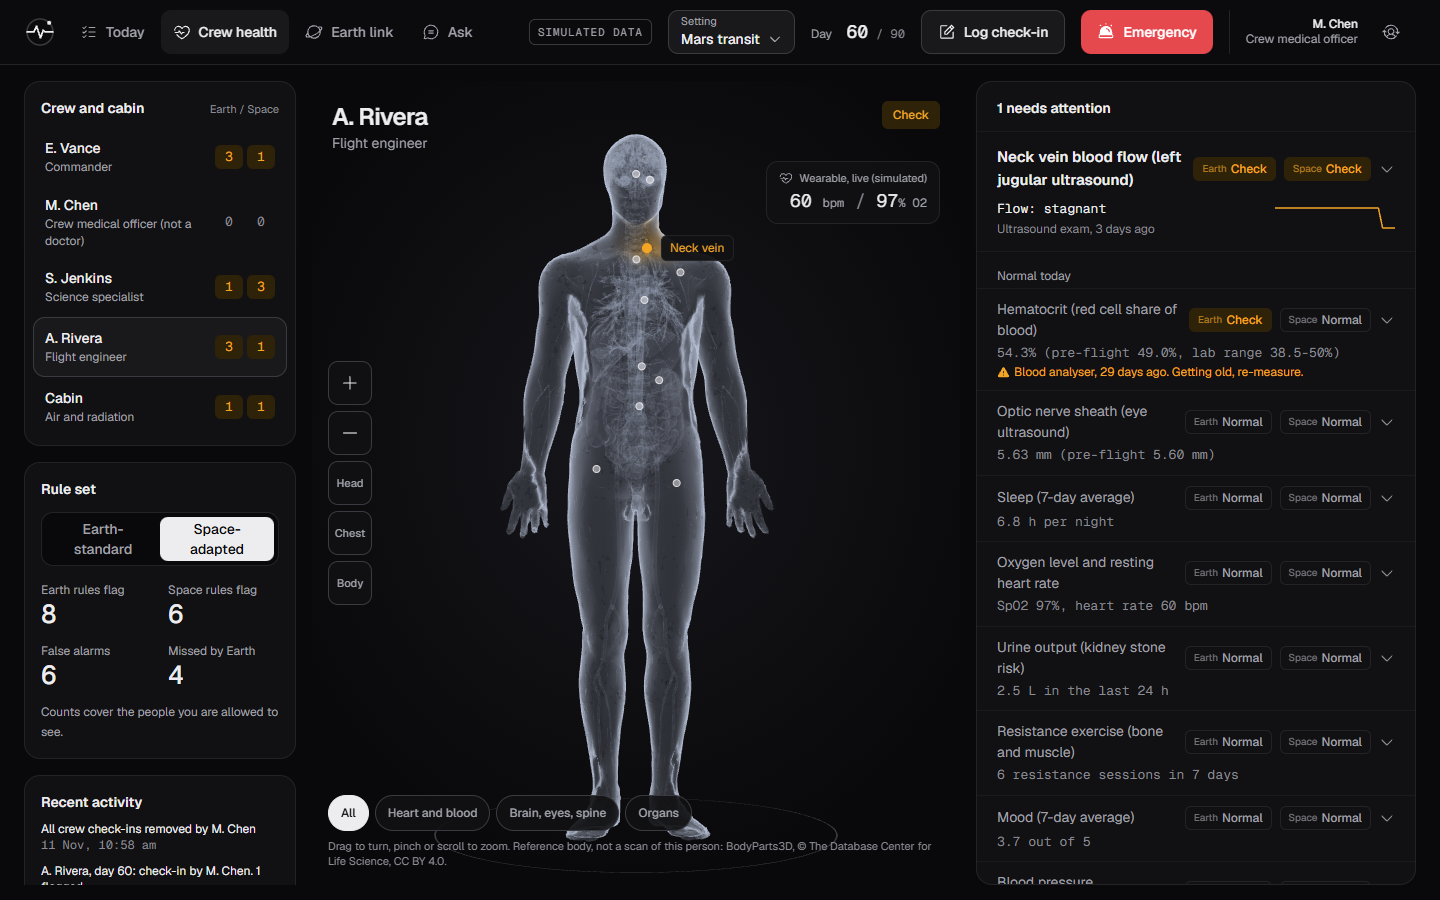 Today
Crew health
Earth link
Ask
SIMULATED DATA
Setting
Mars transit
Day 60 / 90
Log check-in
Emergency
M. Chen
Crew medical officer
Crew and cabin
Earth / Space
E. Vance
Commander
3 1
M. Chen
Crew medical officer (not a
doctor)
0 0
S. Jenkins
Science specialist
1 3
A. Rivera
Flight engineer
3 1
Cabin
Air and radiation
1 1
Rule set
Earth-
standard
Space-
adapted
Earth rules flag
8
Space rules flag
6
False alarms
6
Missed by Earth
4
Counts cover the people you are allowed to
see.
Recent activity
All crew check-ins removed by M. Chen
11 Nov, 10:58 am
A. Rivera, day 60: check-in by M. Chen. 1
flagged
A. Rivera
Flight engineer
Check
Wearable, live (simulated)
60 bpm / 97% O2
Neck vein
+
−
Head
Chest
Body
All
Heart and blood
Brain, eyes, spine
Organs
Drag to turn, pinch or scroll to zoom. Reference body, not a scan of this person: BodyParts3D, © The Database Center for
Life Science, CC BY 4.0.
1 needs attention
Neck vein blood flow (left
jugular ultrasound)
Earth Check
Space Check
Flow: stagnant
Ultrasound exam, 3 days ago
Normal today
Hematocrit (red cell share of
blood)
Earth Check
Space Normal
54.3% (pre-flight 49.0%, lab range 38.5-50%)
Blood analyser, 29 days ago. Getting old, re-measure.
Optic nerve sheath (eye
ultrasound)
Earth Normal
Space Normal
5.63 mm (pre-flight 5.60 mm)
Sleep (7-day average)
Earth Normal
Space Normal
6.8 h per night
Oxygen level and resting
heart rate
Earth Normal
Space Normal
SpO2 97%, heart rate 60 bpm
Urine output (kidney stone
risk)
Earth Normal
Space Normal
2.5 L in the last 24 h
Resistance exercise (bone
and muscle)
Earth Normal
Space Normal
6 resistance sessions in 7 days
Mood (7-day average)
Earth Normal
Space Normal
3.7 out of 5
Blood pressure